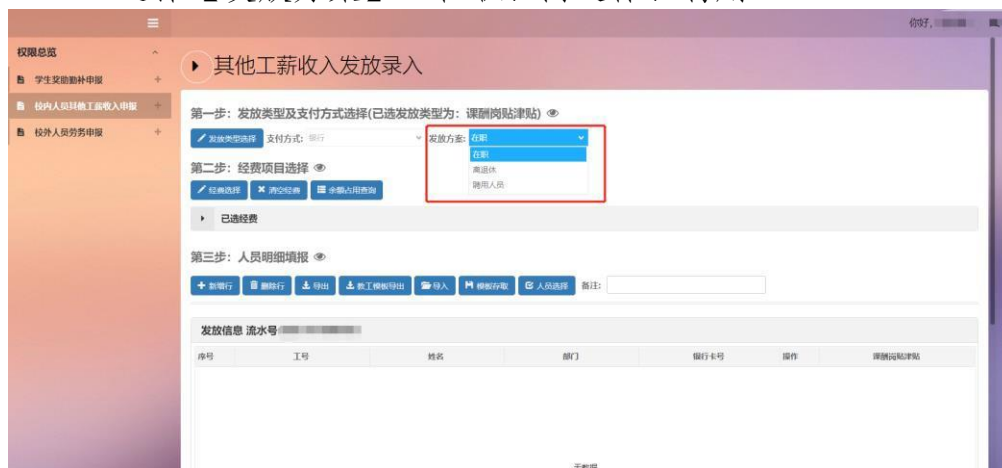 你好,
权限总览
学生奖助勤补申报 +
校内人员其他工薪收入申报 +
校外人员劳务申报 +
其他工薪收入发放录入
第一步：发放类型及支付方式选择(已选发放类型为：课酬岗贴津贴)
发放类型选择 支付方式: 银行 发放方案: 在职
在职
离退休
聘用人员
第二步：经费项目选择
经费选择 清空经费 余额占用查询
已选经费
第三步：人员明细填报
新增行 删除行 导出 教工模板导出 导入 模板存取 人员选择 备注:
发放信息 流水号
序号 工号 姓名 部门 银行卡号 操作 课酬岗贴津贴